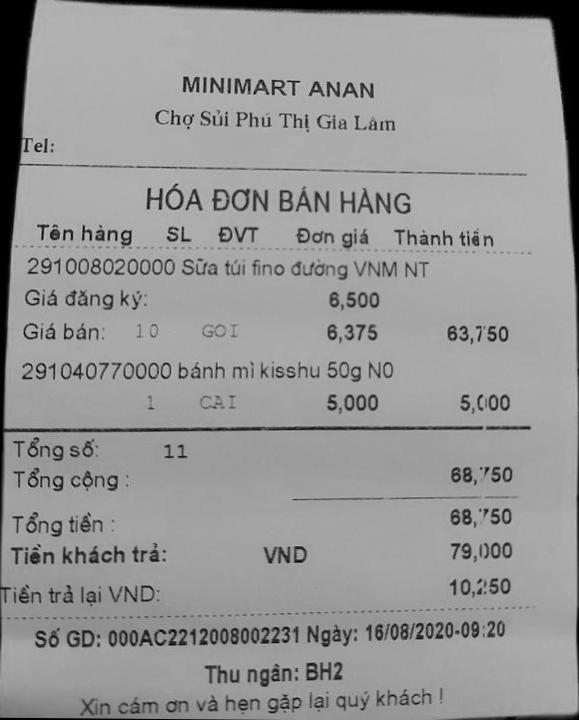 MINIMART ANAN
Chợ Sủi Phú Thị Gia Lâm
Tel:
HÓA ĐƠN BÁN HÀNG
Tên hàng SL ĐVT Đơn giá Thành tiền
291008020000 Sữa túi fino đường VNM NT
Giá đăng ký: 6,500
Giá bán: 10 GOI 6,375 63,750
291040770000 bánh mì kisshu 50g N0
1 CAI 5,000 5,000
Tổng số: 11
Tổng cộng : 68,750
Tổng tiền : 68,750
Tiền khách trả: VND 79,000
Tiền trả lại VND: 10,250
Số GD: 000AC2212008002231 Ngày: 16/08/2020-09:20
Thu ngân: BH2
Xin cám ơn và hẹn gặp lại quý khách !